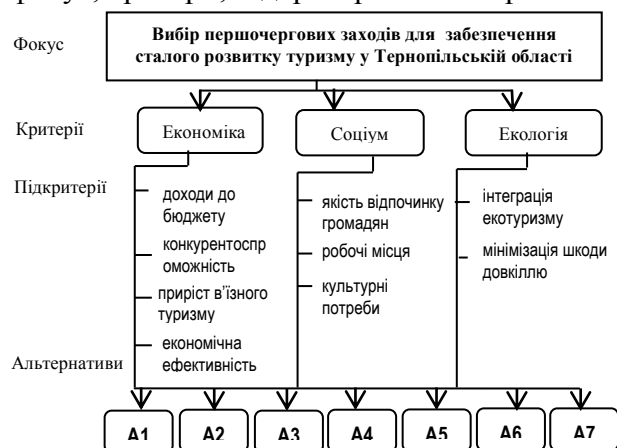 Фокус
Вибір першочергових заходів для забезпечення
сталого розвитку туризму у Тернопільській області
Критерії
Економіка
Соціум
Екологія
Підкритерії
доходи до
бюджету
конкурентоспр
оможність
приріст в’їзного
туризму
економічна
ефективність
якість відпочинку
громадян
робочі місця
культурні
потреби
інтеграція
екотуризму
мінімізація шкоди
довкіллю
Альтернативи
А1
А2
А3
А4
А5
А6
А7